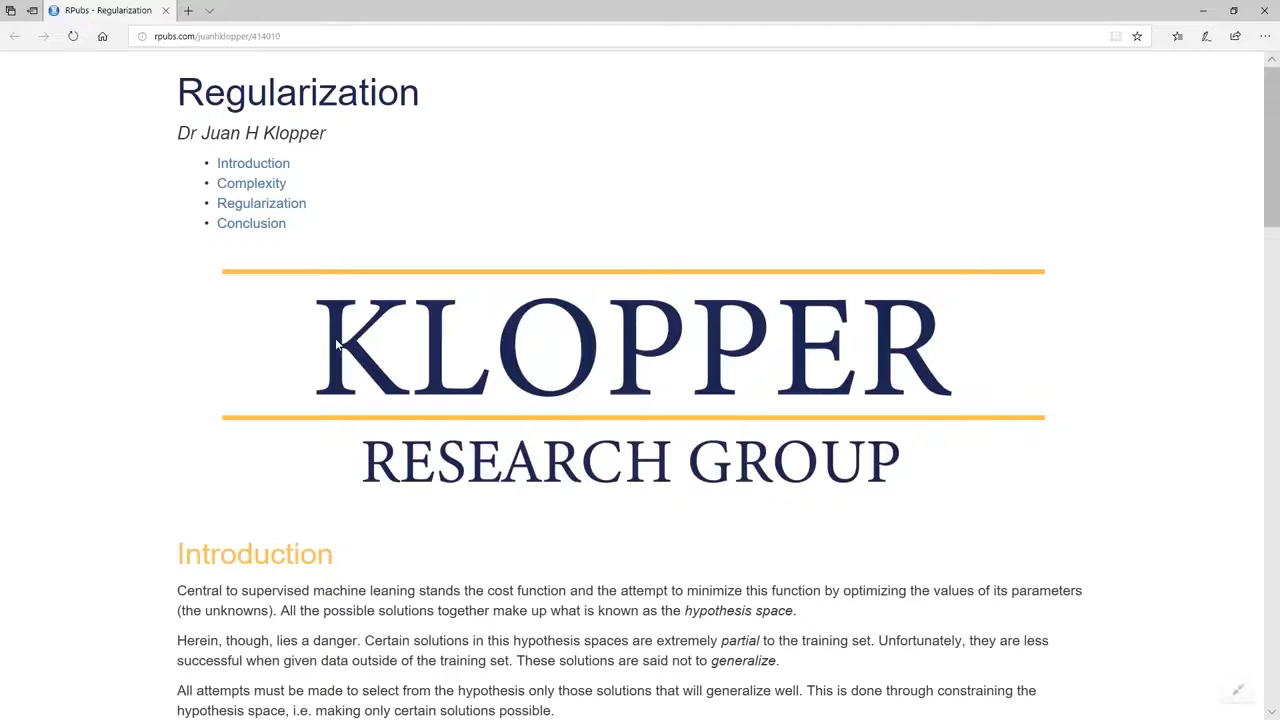 RPubs - Regularization
rpubs.com/juanhklopper/414010
Regularization
Dr Juan H Klopper
• Introduction
• Complexity
• Regularization
• Conclusion
KLOPPER
RESEARCH GROUP
Introduction
Central to supervised machine leaning stands the cost function and the attempt to minimize this function by optimizing the values of its parameters
(the unknowns). All the possible solutions together make up what is known as the hypothesis space.
Herein, though, lies a danger. Certain solutions in this hypothesis spaces are extremely partial to the training set. Unfortunately, they are less
successful when given data outside of the training set. These solutions are said not to generalize.
All attempts must be made to select from the hypothesis only those solutions that will generalize well. This is done through constraining the
hypothesis space, i.e. making only certain solutions possible.